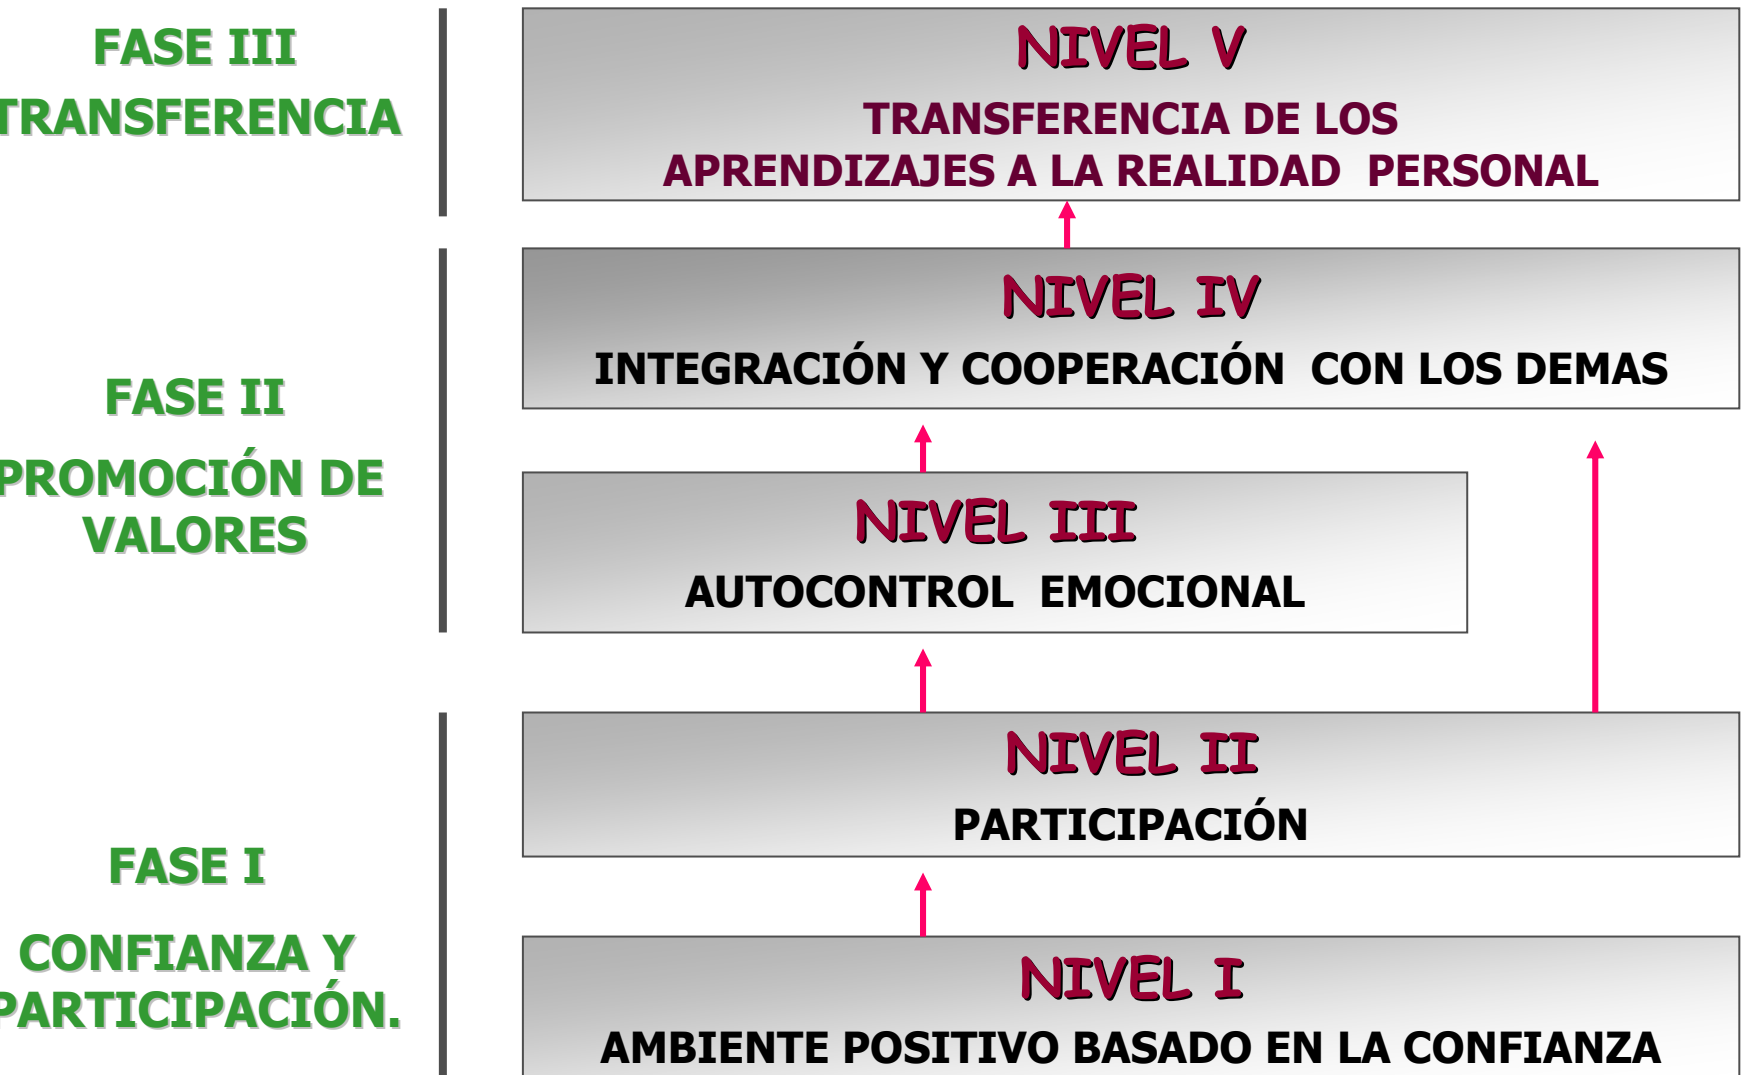 FASE III
TRANSFERENCIA
NIVEL V
TRANSFERENCIA DE LOS
APRENDIZAJES A LA REALIDAD PERSONAL
NIVEL IV
INTEGRACIÓN Y COOPERACIÓN CON LOS DEMAS
FASE II
PROMOCIÓN DE
VALORES
NIVEL III
AUTOCONTROL EMOCIONAL
NIVEL II
PARTICIPACIÓN
FASE I
CONFIANZA Y
PARTICIPACIÓN.
NIVEL I
AMBIENTE POSITIVO BASADO EN LA CONFIANZA